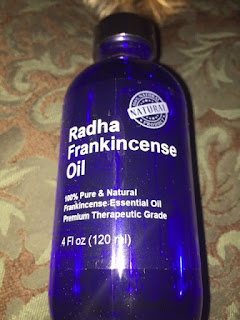 NATURAL
Radha
Frankincense
Oil
100% Pure & Natural
Frankincense Essential Oil
Premium Therapeutic Grade
4 Fl oz (120 ml)